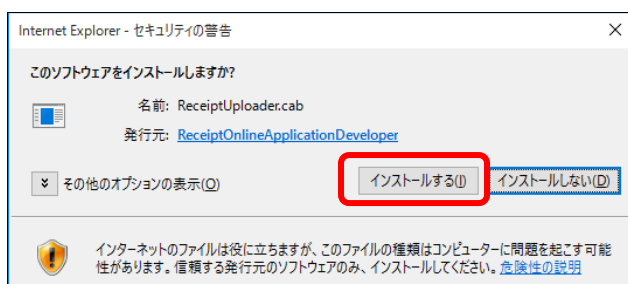 Internet Explorer - セキュリティの警告
このソフトウェアをインストールしますか?
名前: ReceiptUploader.cab
発行元: ReceiptOnlineApplicationDeveloper
その他のオプションの表示(O) インストールする(I) インストールしない(D)
インターネットのファイルは役に立ちますが、このファイルの種類はコンピューターに問題を起こす可能
性があります。信頼する発行元のソフトウェアのみ、インストールしてください。危険性の説明